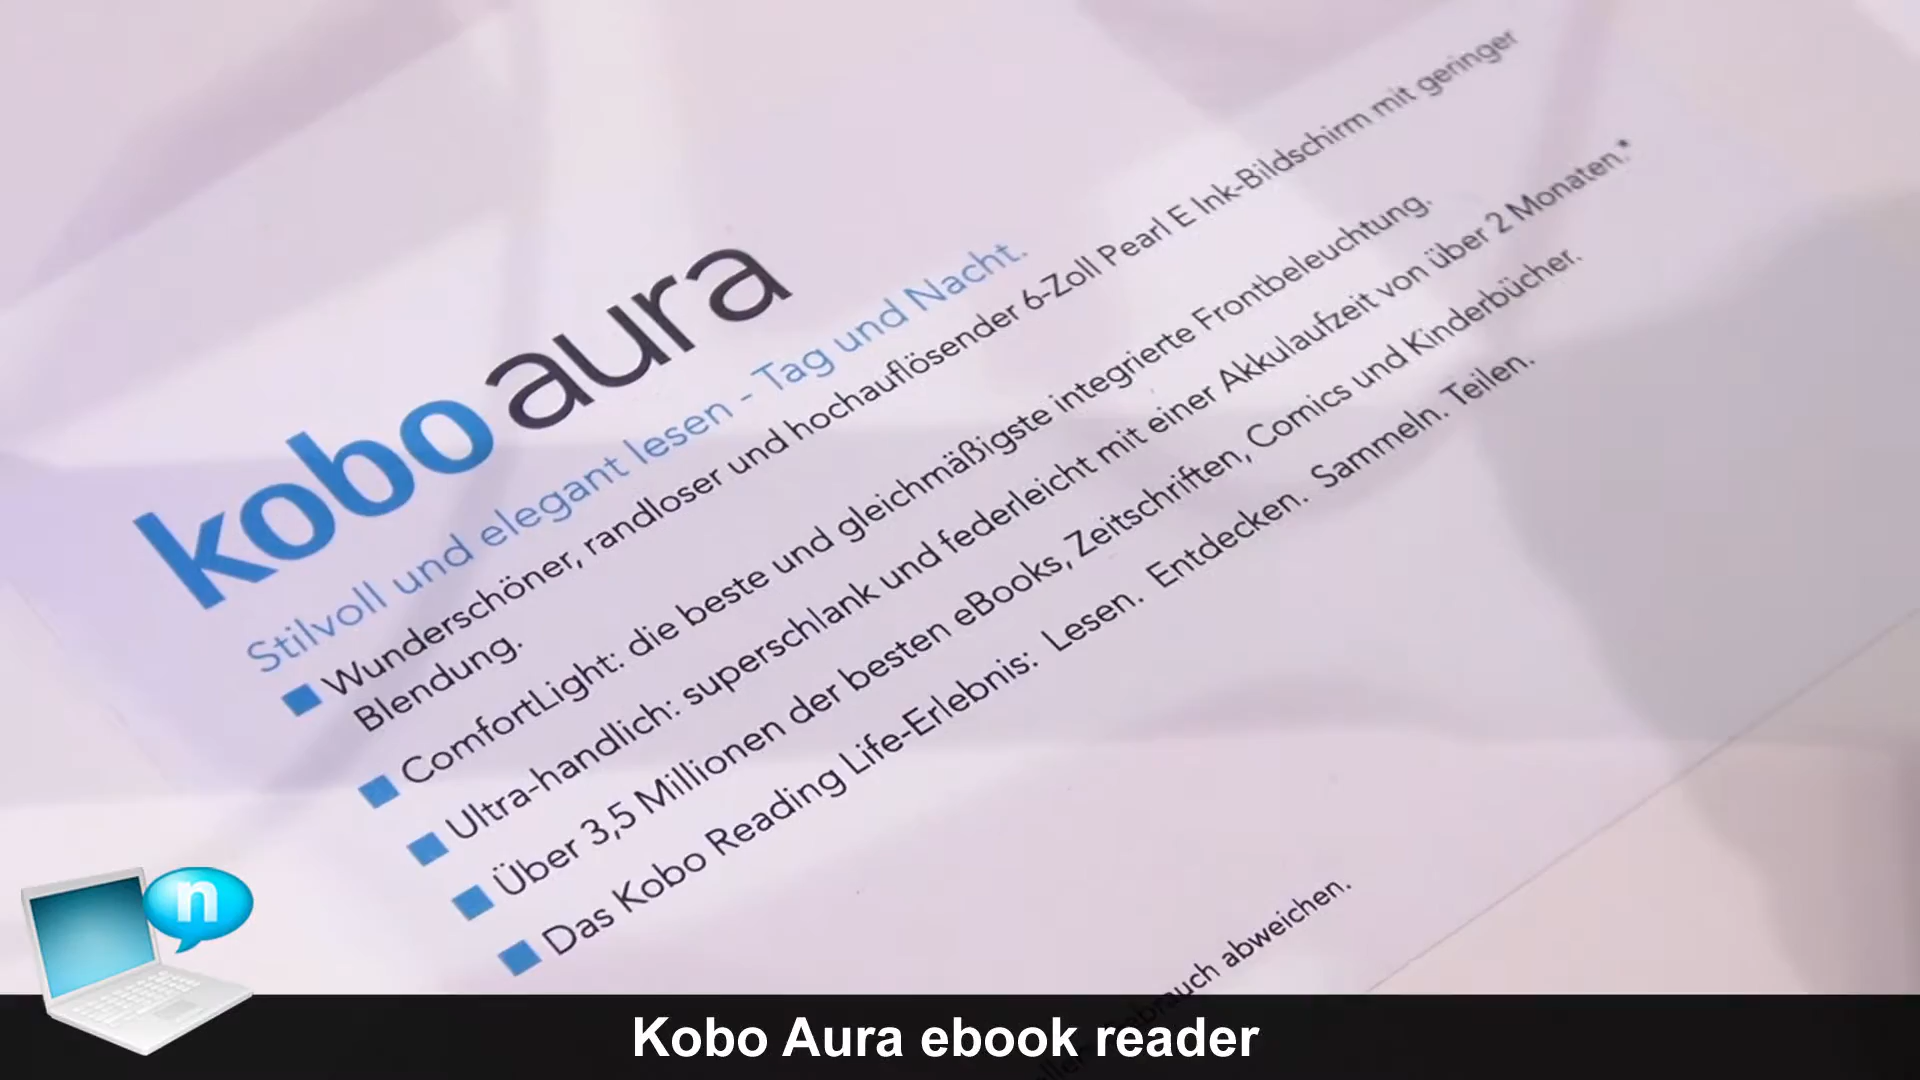 kobo aura
Stilvoll und elegant lesen - Tag und Nacht.
Wunderschöner, randloser und hochauflösender 6-Zoll Pearl E Ink-Bildschirm mit geringer
Blendung.
ComfortLight: die beste und gleichmäßigste integrierte Frontbeleuchtung.
Ultra-handlich: superschlank und federleicht mit einer Akkulaufzeit von über 2 Monaten.*
Über 3,5 Millionen der besten eBooks, Zeitschriften, Comics und Kinderbücher.
Das Kobo Reading Life-Erlebnis: Lesen. Entdecken. Sammeln. Teilen.
abweichen.
n
Kobo Aura ebook reader